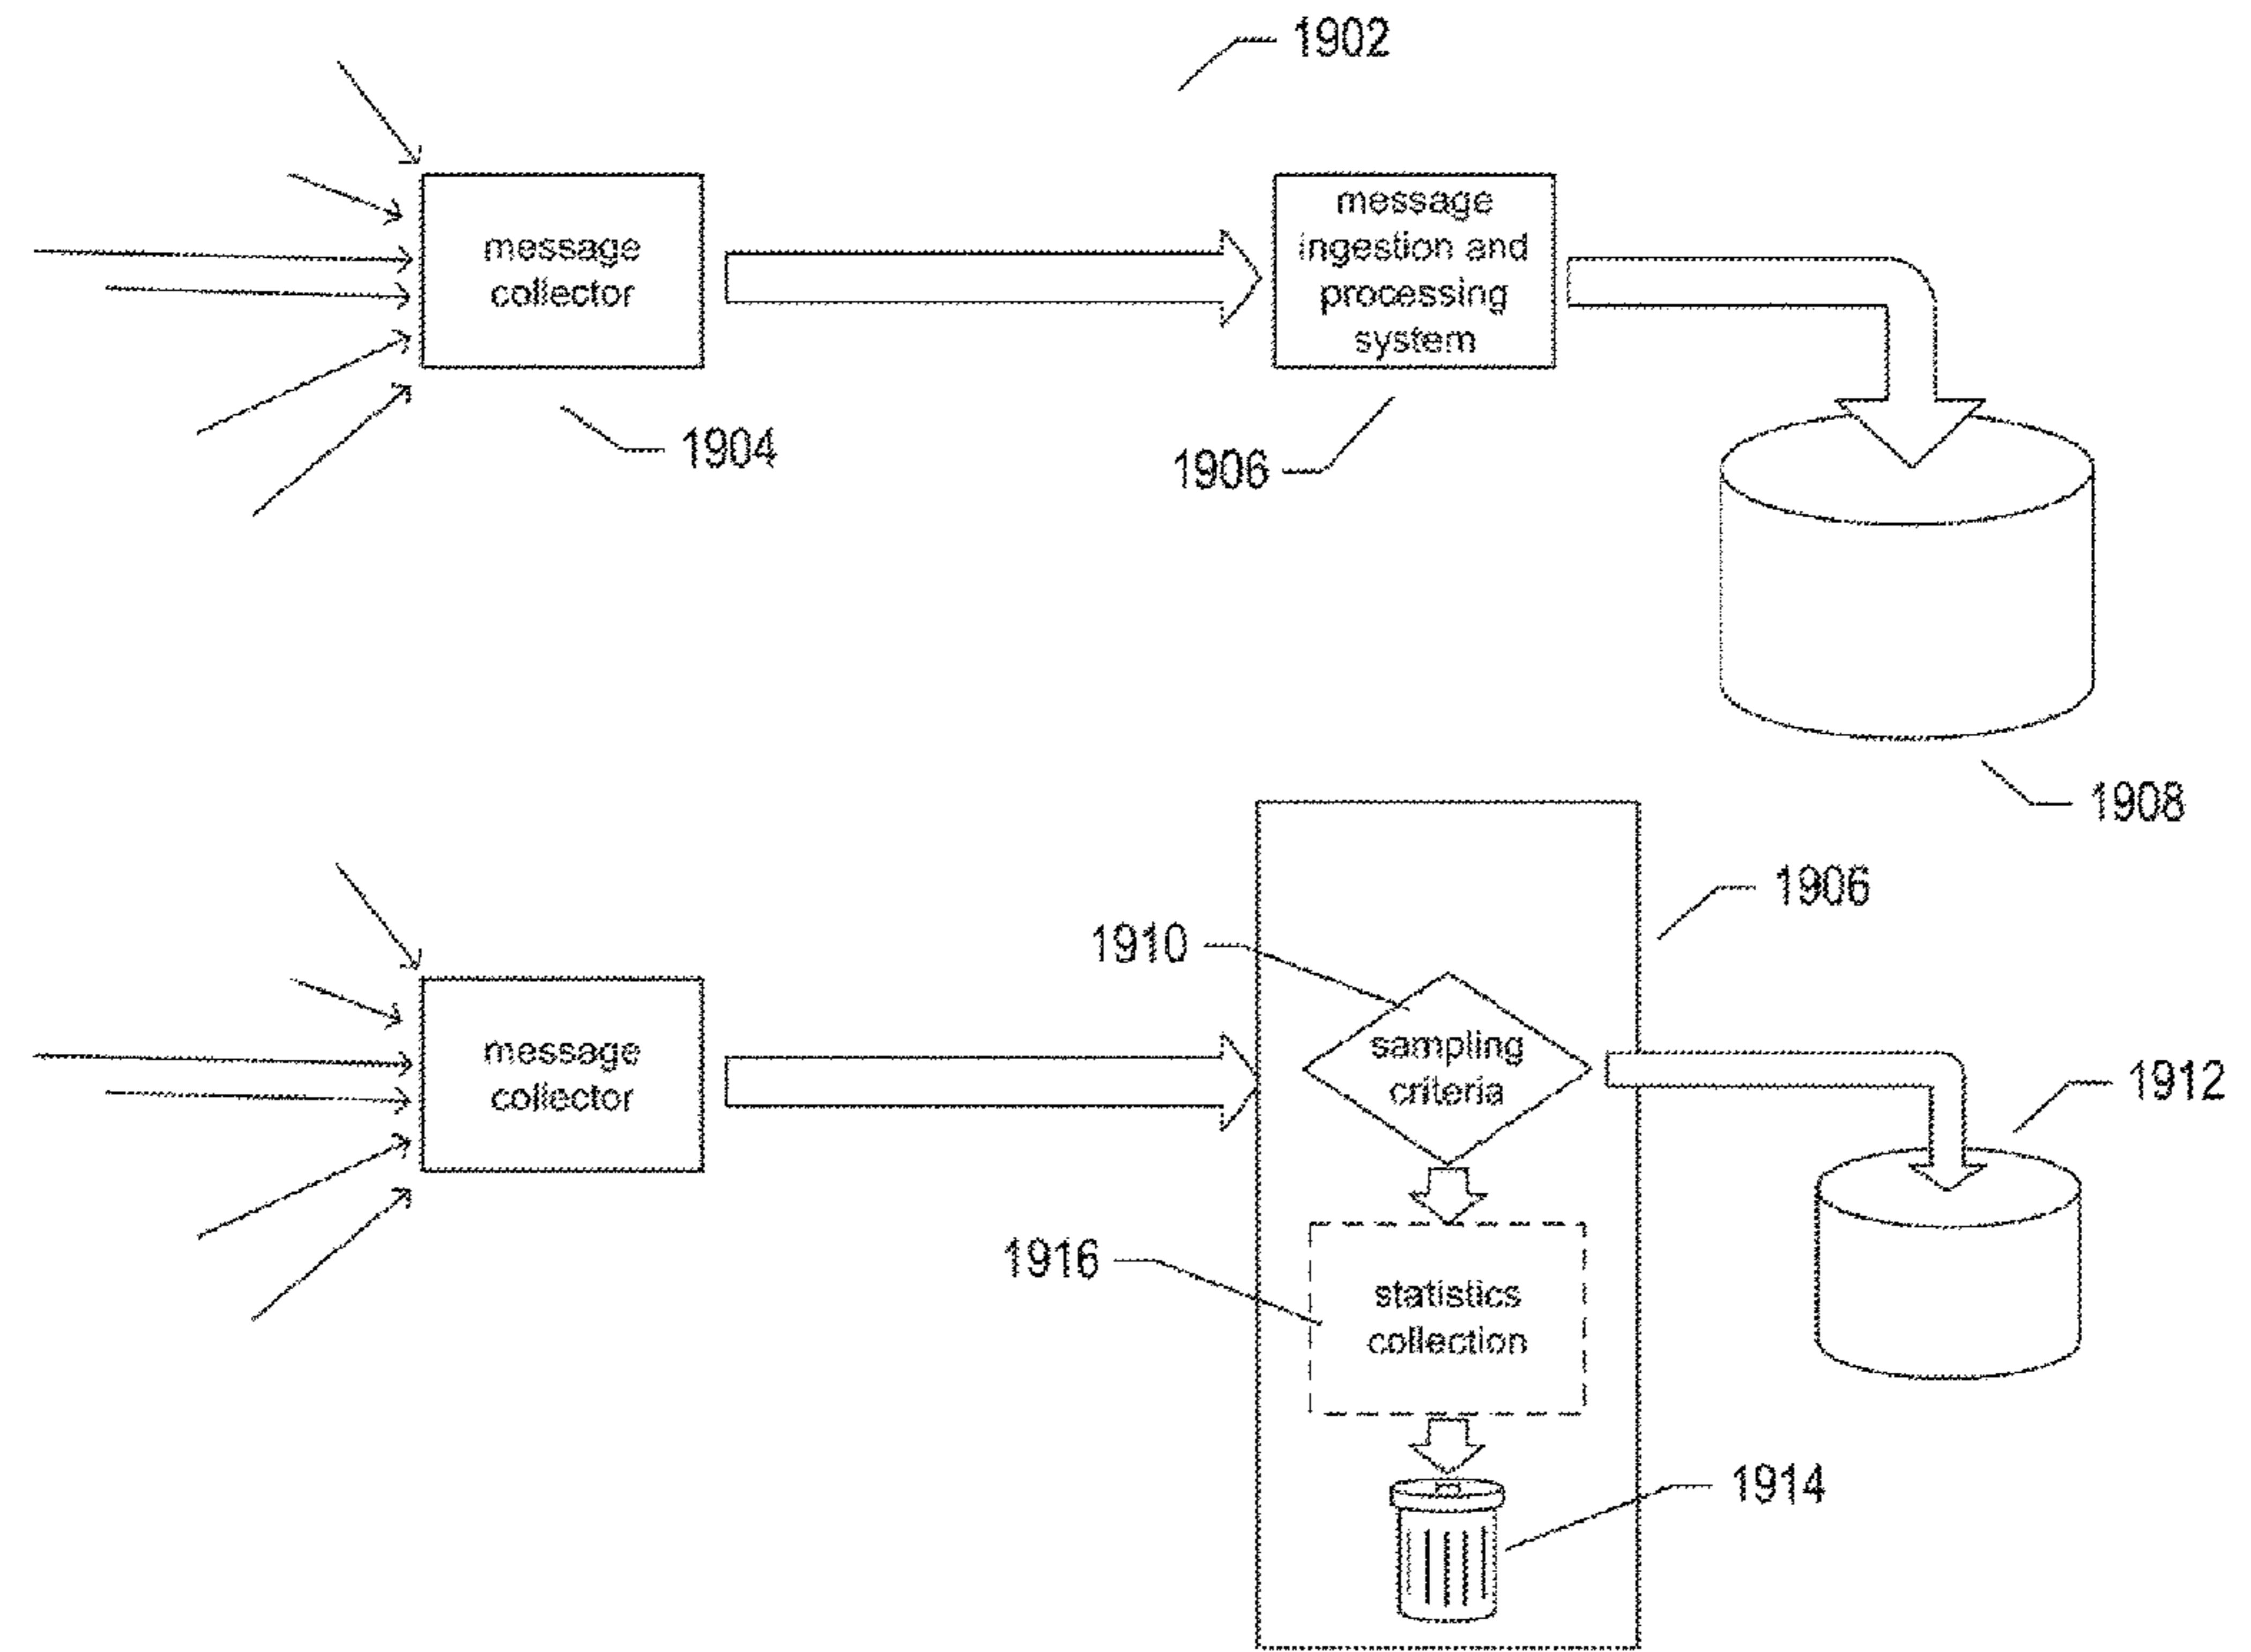 1902
message
collector
message
ingestion and
processing
system
1904
1906
1908
1906
1910
message
collector
sampling
criteria
1912
1916
statistics
collection
1914